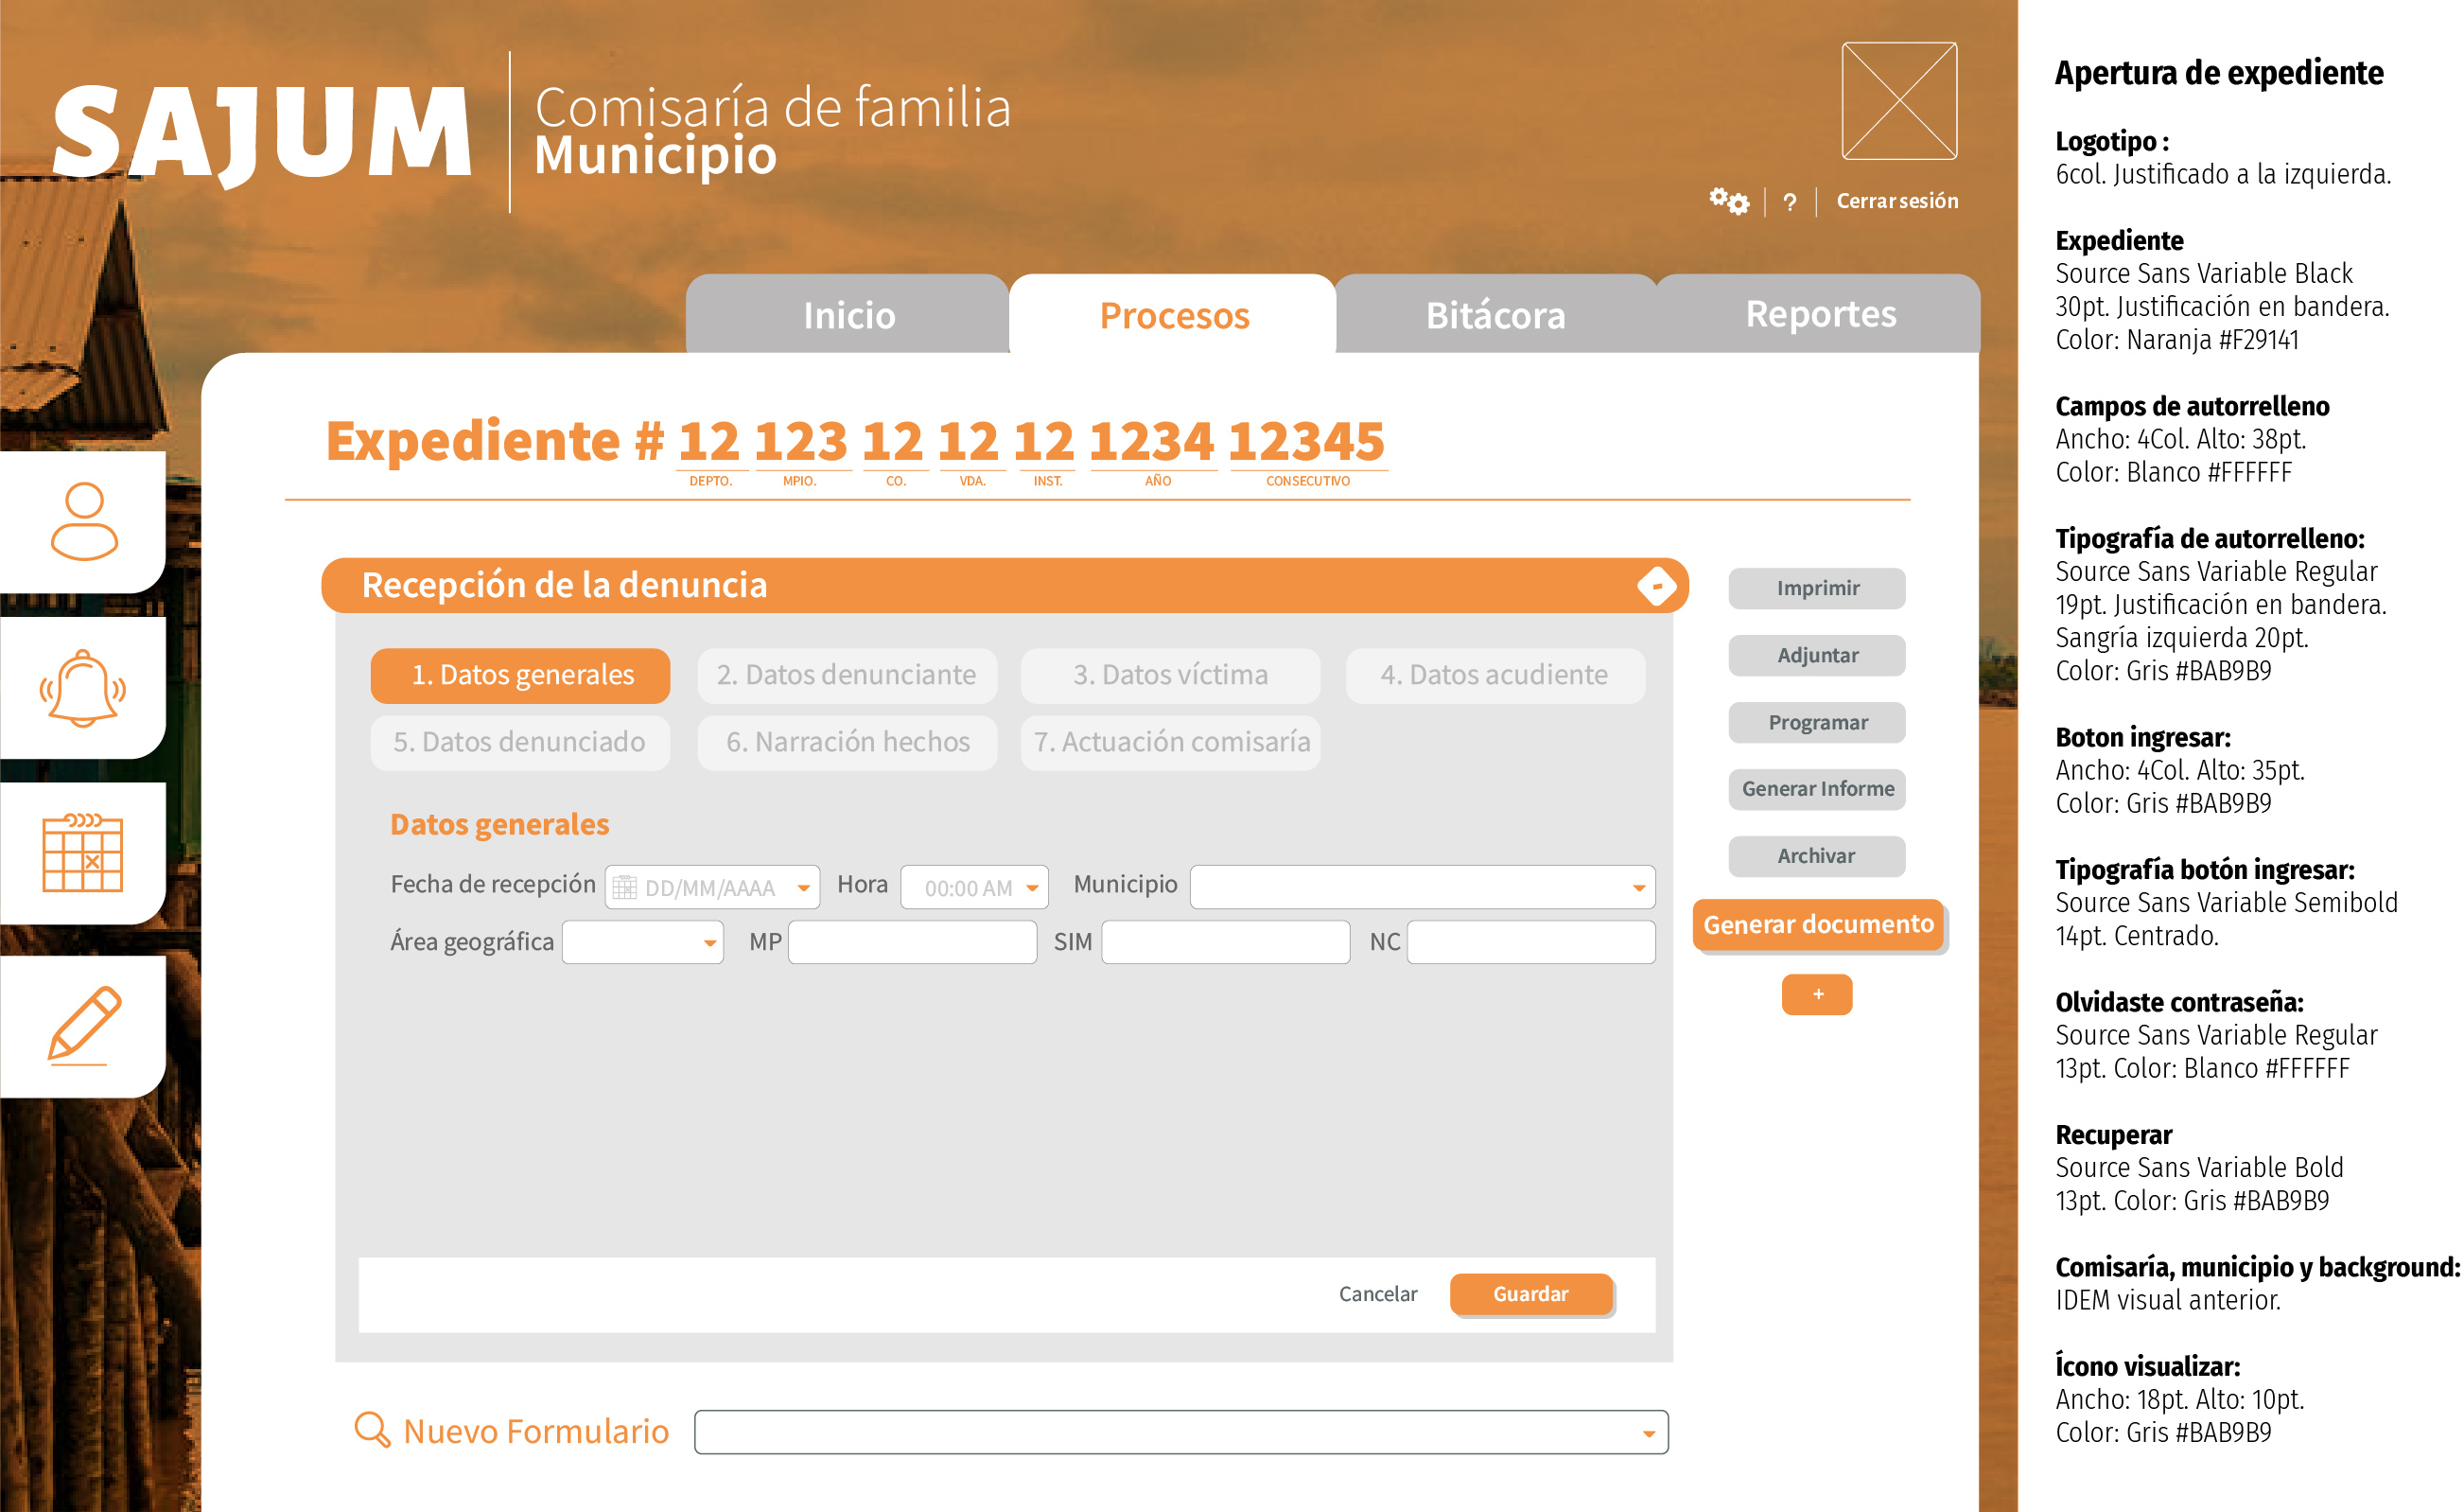 SAJUM
Comisaría de familia
Municipio
? Cerrar sesión
Inicio Procesos Bitácora Reportes
Expediente # 12 123 12 12 12 1234 12345
DEPTO. MPIO. CO. VDA. INST. AÑO CONSECUTIVO
Recepción de la denuncia -
1. Datos generales 2. Datos denunciante 3. Datos víctima 4. Datos acudiente
5. Datos denunciado 6. Narración hechos 7. Actuación comisaría
Datos generales
Fecha de recepción DD/MM/AAAA Hora 00:00 AM Municipio
Área geográfica MP SIM NC
Cancelar Guardar
Imprimir
Adjuntar
Programar
Generar Informe
Archivar
Generar documento
+
Nuevo Formulario
Apertura de expediente
Logotipo :
6col. Justificado a la izquierda.
Expediente
Source Sans Variable Black
30pt. Justificación en bandera.
Color: Naranja #F29141
Campos de autorrelleno
Ancho: 4Col. Alto: 38pt.
Color: Blanco #FFFFFF
Tipografía de autorrelleno:
Source Sans Variable Regular
19pt. Justificación en bandera.
Sangría izquierda 20pt.
Color: Gris #BAB9B9
Boton ingresar:
Ancho: 4Col. Alto: 35pt.
Color: Gris #BAB9B9
Tipografía botón ingresar:
Source Sans Variable Semibold
14pt. Centrado.
Olvidaste contraseña:
Source Sans Variable Regular
13pt. Color: Blanco #FFFFFF
Recuperar
Source Sans Variable Bold
13pt. Color: Gris #BAB9B9
Comisaría, municipio y background:
IDEM visual anterior.
Ícono visualizar:
Ancho: 18pt. Alto: 10pt.
Color: Gris #BAB9B9